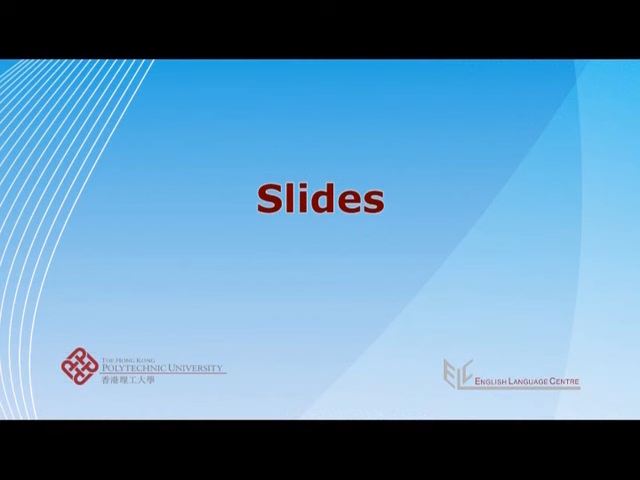 Slides
THE HONG KONG
POLYTECHNIC UNIVERSITY
香港理工大學
ELC
ENGLISH LANGUAGE CENTRE